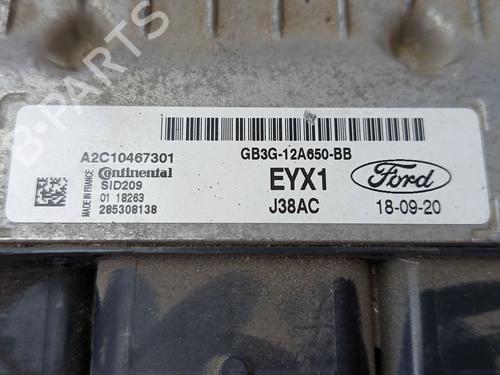 B-PARTS
A2C10467301
GB3G-12A650-BB
MADE IN FRANCE
Continental
SID209
01 18263
285308138
EYX1
J38AC
Ford
18-09-20